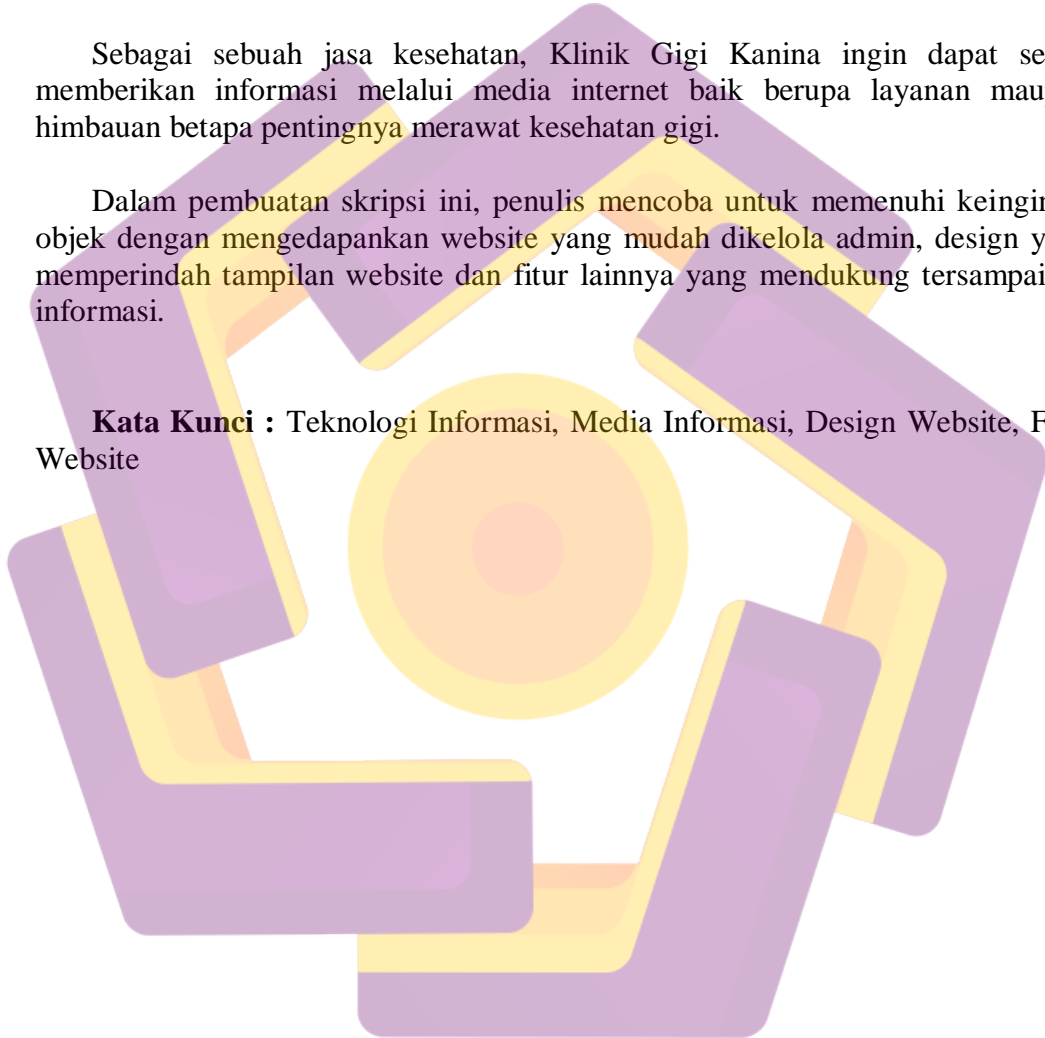 Sebagai sebuah jasa kesehatan, Klinik Gigi Kanina ingin dapat se
memberikan informasi melalui media internet baik berupa layanan mau
himbauan betapa pentingnya merawat kesehatan gigi.
Dalam pembuatan skripsi ini, penulis mencoba untuk memenuhi keingi
objek dengan mengedapankan website yang mudah dikelola admin, design y
memperindah tampilan website dan fitur lainnya yang mendukung tersampai
informasi.
Kata Kunci : Teknologi Informasi, Media Informasi, Design Website, F
Website